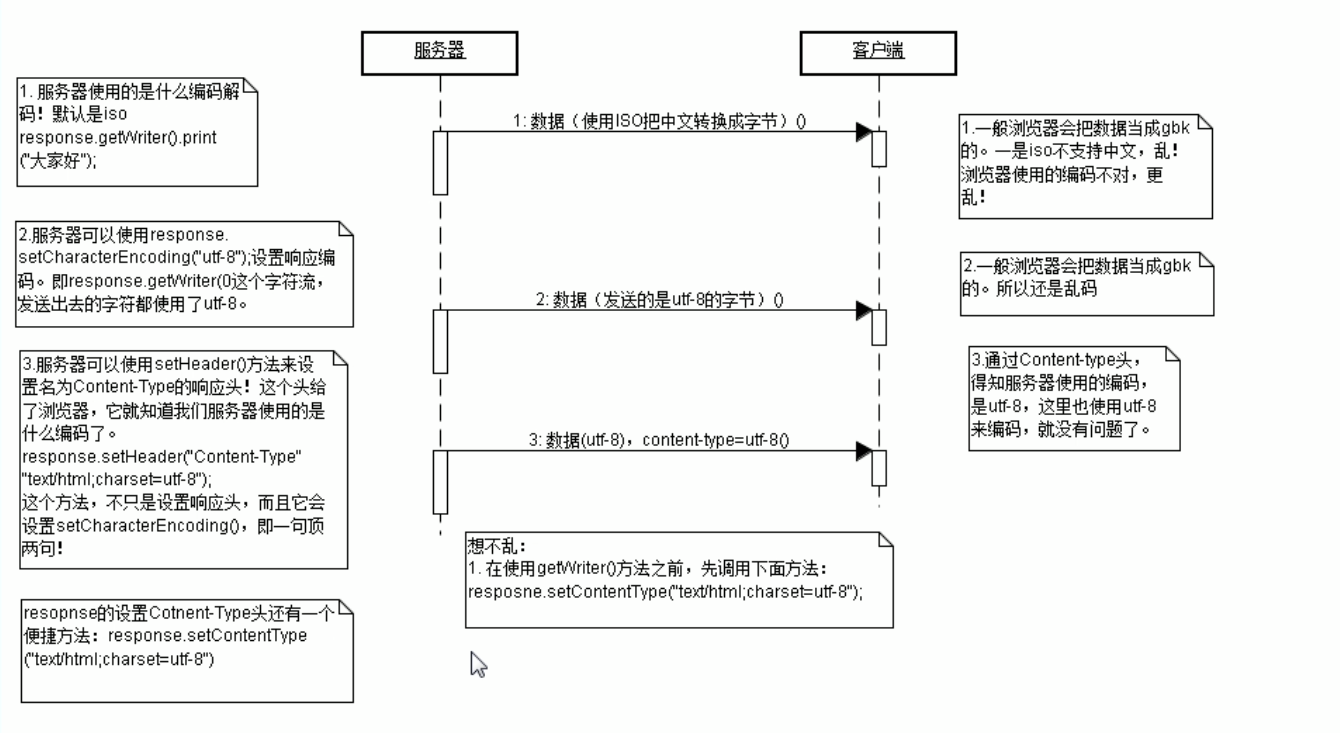 服务器
客户端
1. 服务器使用的是什么编码解
码！默认是iso
response.getWriter().print
("大家好");
1: 数据（使用ISO把中文转换成字节）()
1.一般浏览器会把数据当成gbk
的。一是iso不支持中文，乱！
浏览器使用的编码不对，更
乱！
2.服务器可以使用response.
setCharacterEncoding("utf-8");设置响应编
码。即response.getWriter(0这个字符流，
发送出去的字符都使用了utf-8。
2: 数据（发送的是utf-8的字节）()
2.一般浏览器会把数据当成gbk
的。所以还是乱码
3.服务器可以使用setHeader()方法来设
置名为Content-Type的响应头！这个头给
了浏览器，它就知道我们服务器使用的是
什么编码了。
response.setHeader("Content-Type"
"text/html;charset=utf-8");
这个方法，不只是设置响应头，而且它会
设置setCharacterEncoding()，即一句顶
两句！
3: 数据(utf-8)，content-type=utf-8()
3.通过Content-type头，
得知服务器使用的编码，
是utf-8，这里也使用utf-8
来编码，就没有问题了。
想不乱：
1. 在使用getWriter()方法之前，先调用下面方法：
resposne.setContentType("text/html;charset=utf-8");
resopnse的设置Cotnent-Type头还有一个
便捷方法：response.setContentType
("text/html;charset=utf-8")